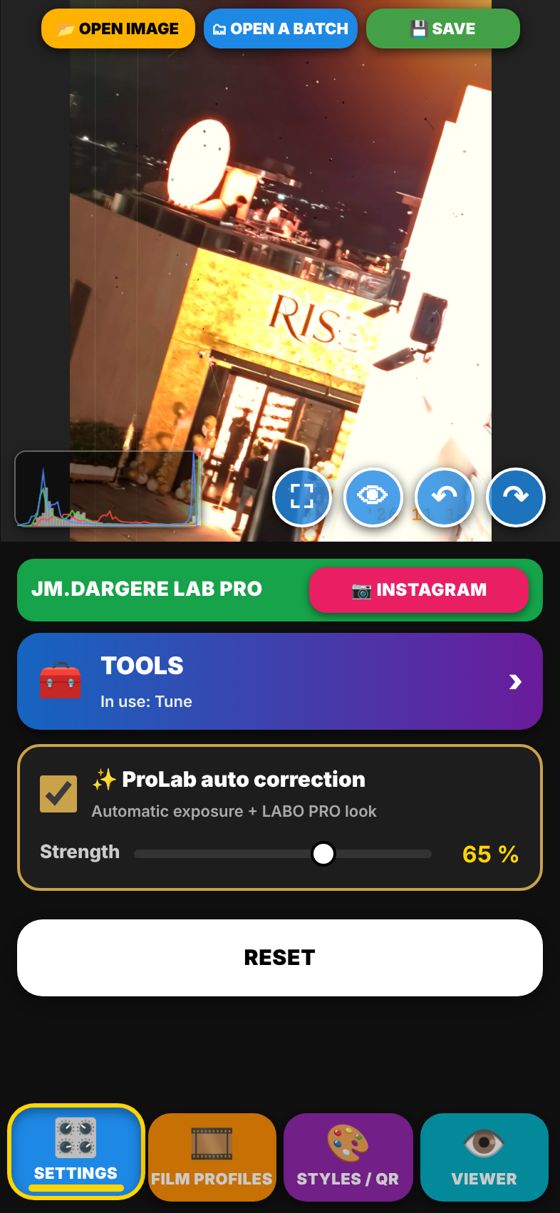 📂 OPEN IMAGE
🗂 OPEN A BATCH
💾 SAVE
RISE
JM.DARGERE LAB PRO
📷 INSTAGRAM
TOOLS
In use: Tune
✨ ProLab auto correction
Automatic exposure + LABO PRO look
Strength
65 %
RESET
SETTINGS
FILM PROFILES
STYLES / QR
VIEWER